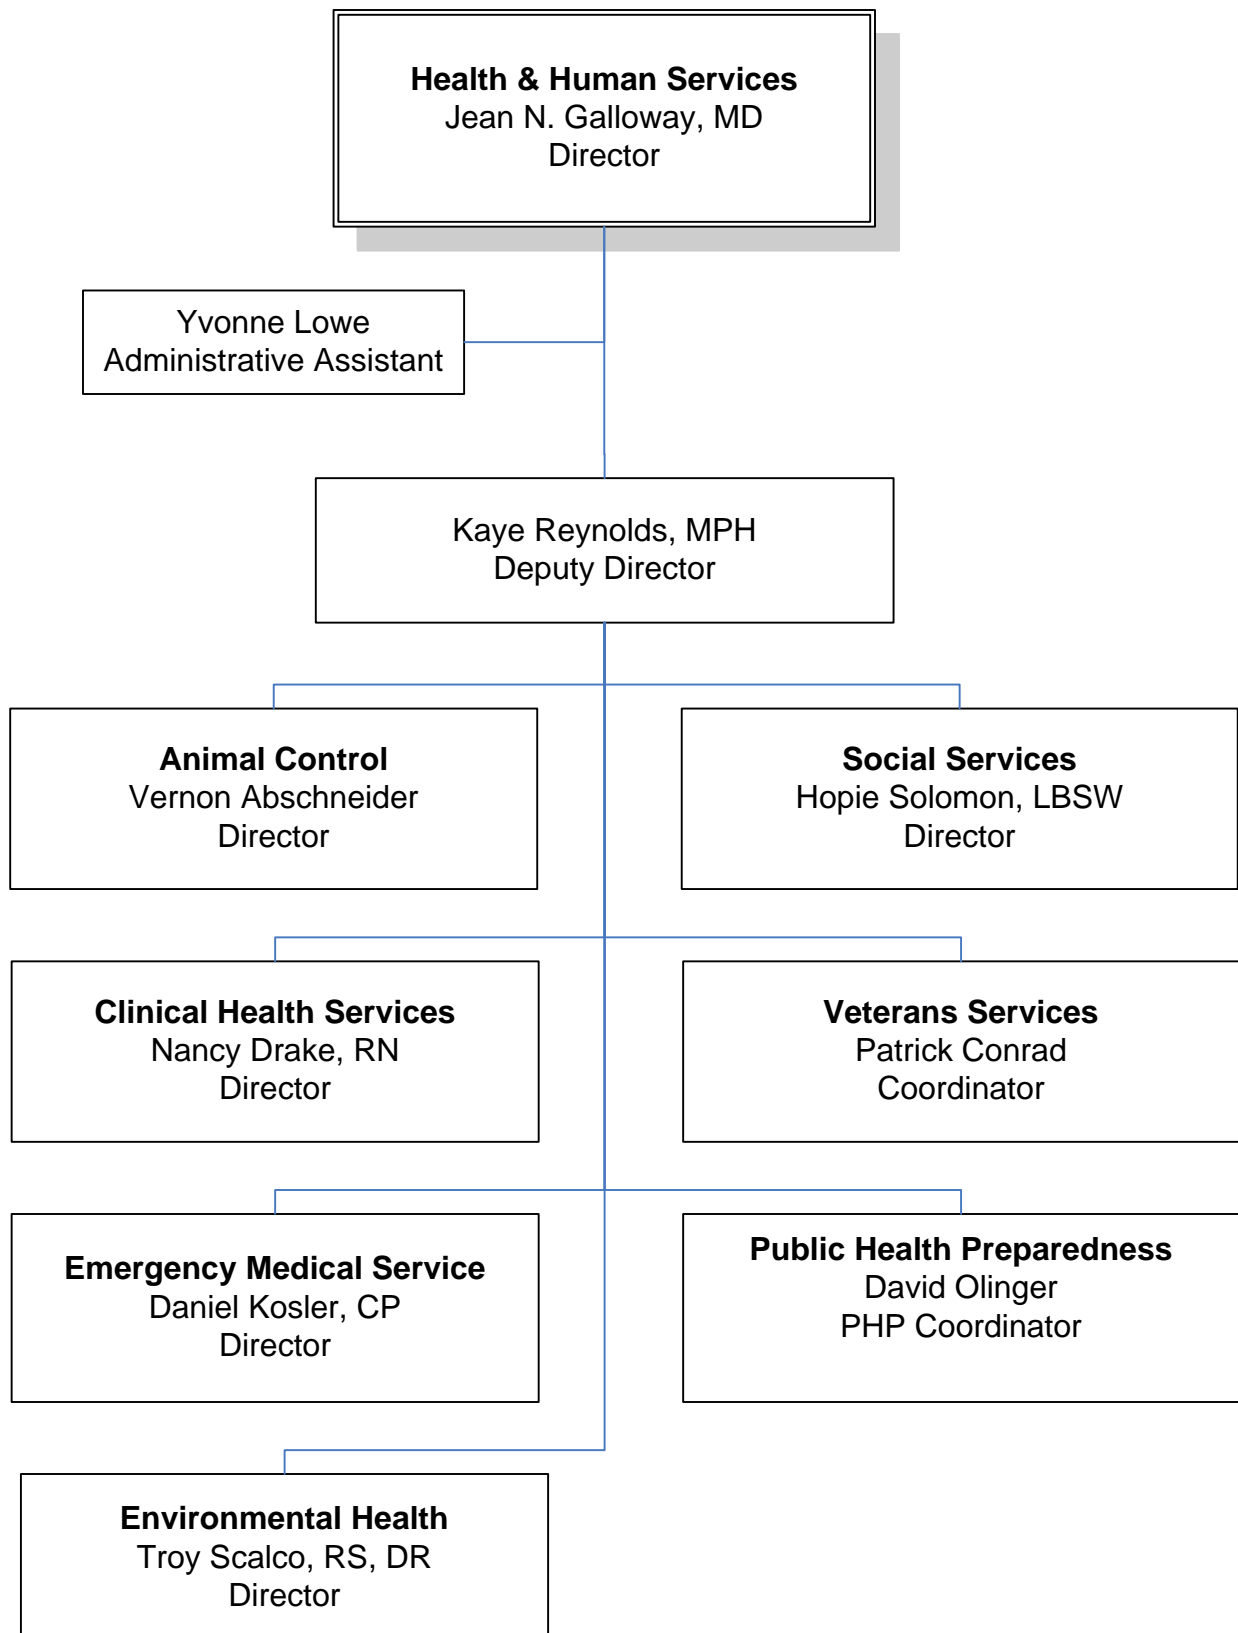 Health & Human Services
Jean N. Galloway, MD
Director
Yvonne Lowe
Administrative Assistant
Kaye Reynolds, MPH
Deputy Director
Animal Control
Vernon Abschneider
Director
Social Services
Hopie Solomon, LBSW
Director
Clinical Health Services
Nancy Drake, RN
Director
Veterans Services
Patrick Conrad
Coordinator
Emergency Medical Service
Daniel Kosler, CP
Director
Public Health Preparedness
David Olinger
PHP Coordinator
Environmental Health
Troy Scalco, RS, DR
Director